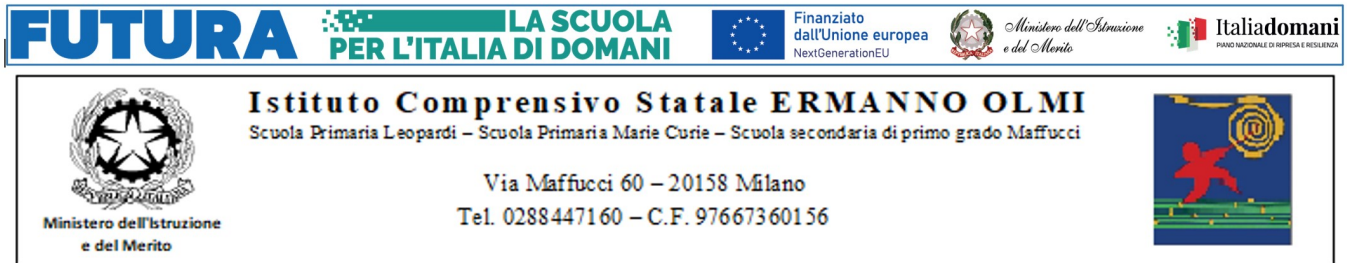 FUTURA
LA SCUOLA
PER L'ITALIA DI DOMANI
Finanziato
dall'Unione europea
NextGenerationEU
Ministero dell'Istruzione
e del Merito
Italiadomani
PIANO NAZIONALE DI RIPRESA E RESILIENZA
Istituto Comprensivo Statale ERMANNO OLMI
Scuola Primaria Leopardi – Scuola Primaria Marie Curie – Scuola secondaria di primo grado Maffucci
Via Maffucci 60 – 20158 Milano
Tel. 0288447160 – C.F. 97667360156
Ministero dell'Istruzione
e del Merito